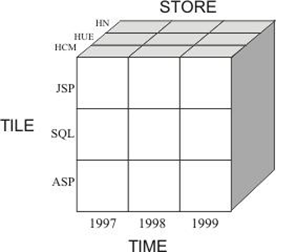 STORE
HN
HUE
HCM
JSP
TILE
SQL
ASP
1997 1998 1999
TIME